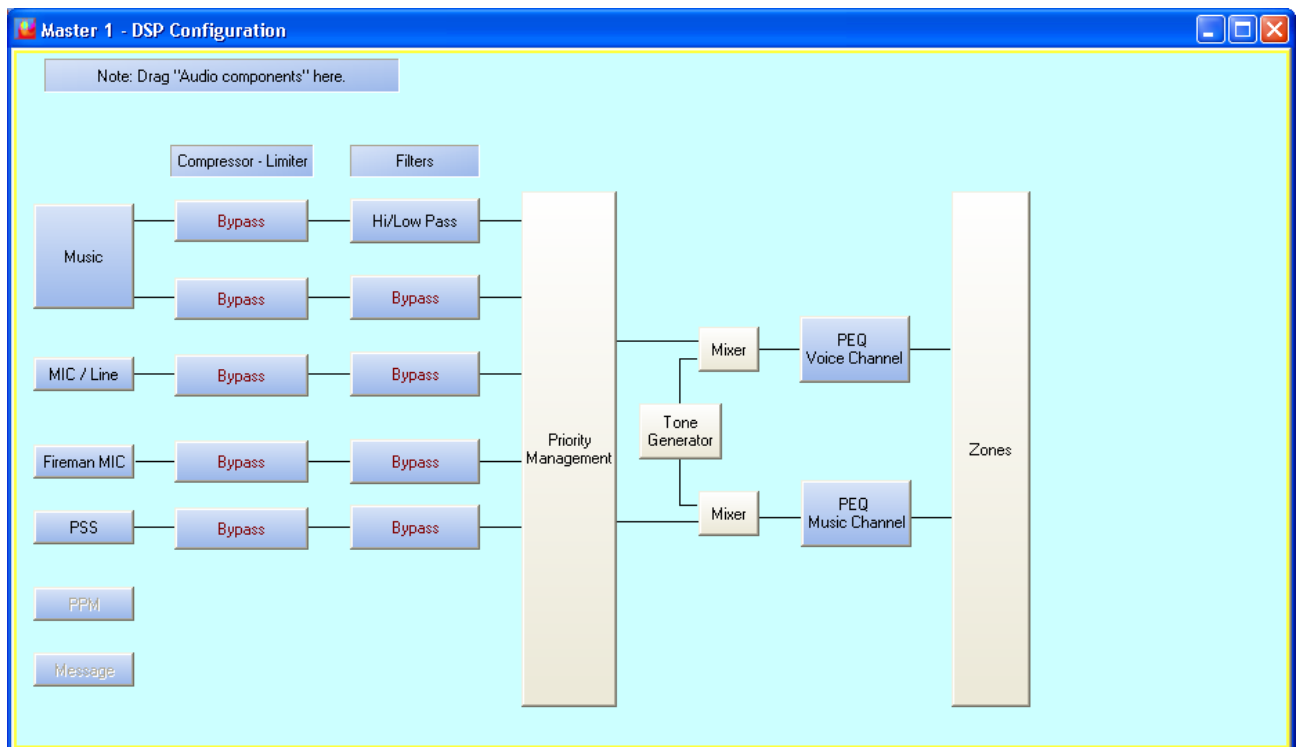 Master 1 - DSP Configuration
Note: Drag "Audio components" here.
Compressor - Limiter
Filters
Music
Bypass
Hi/Low Pass
Bypass
Bypass
MIC / Line
Bypass
Bypass
Fireman MIC
Bypass
Bypass
PSS
Bypass
Bypass
PPM
Message
Priority
Management
Mixer
PEQ
Voice Channel
Tone
Generator
Mixer
PEQ
Music Channel
Zones